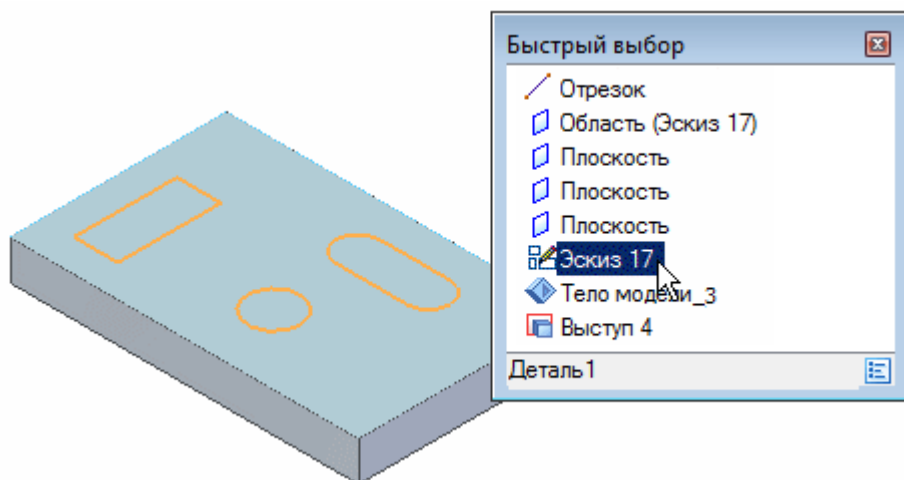 Быстрый выбор
Отрезок
Область (Эскиз 17)
Плоскость
Плоскость
Плоскость
Эскиз 17
Тело модели_3
Выступ 4
Деталь1